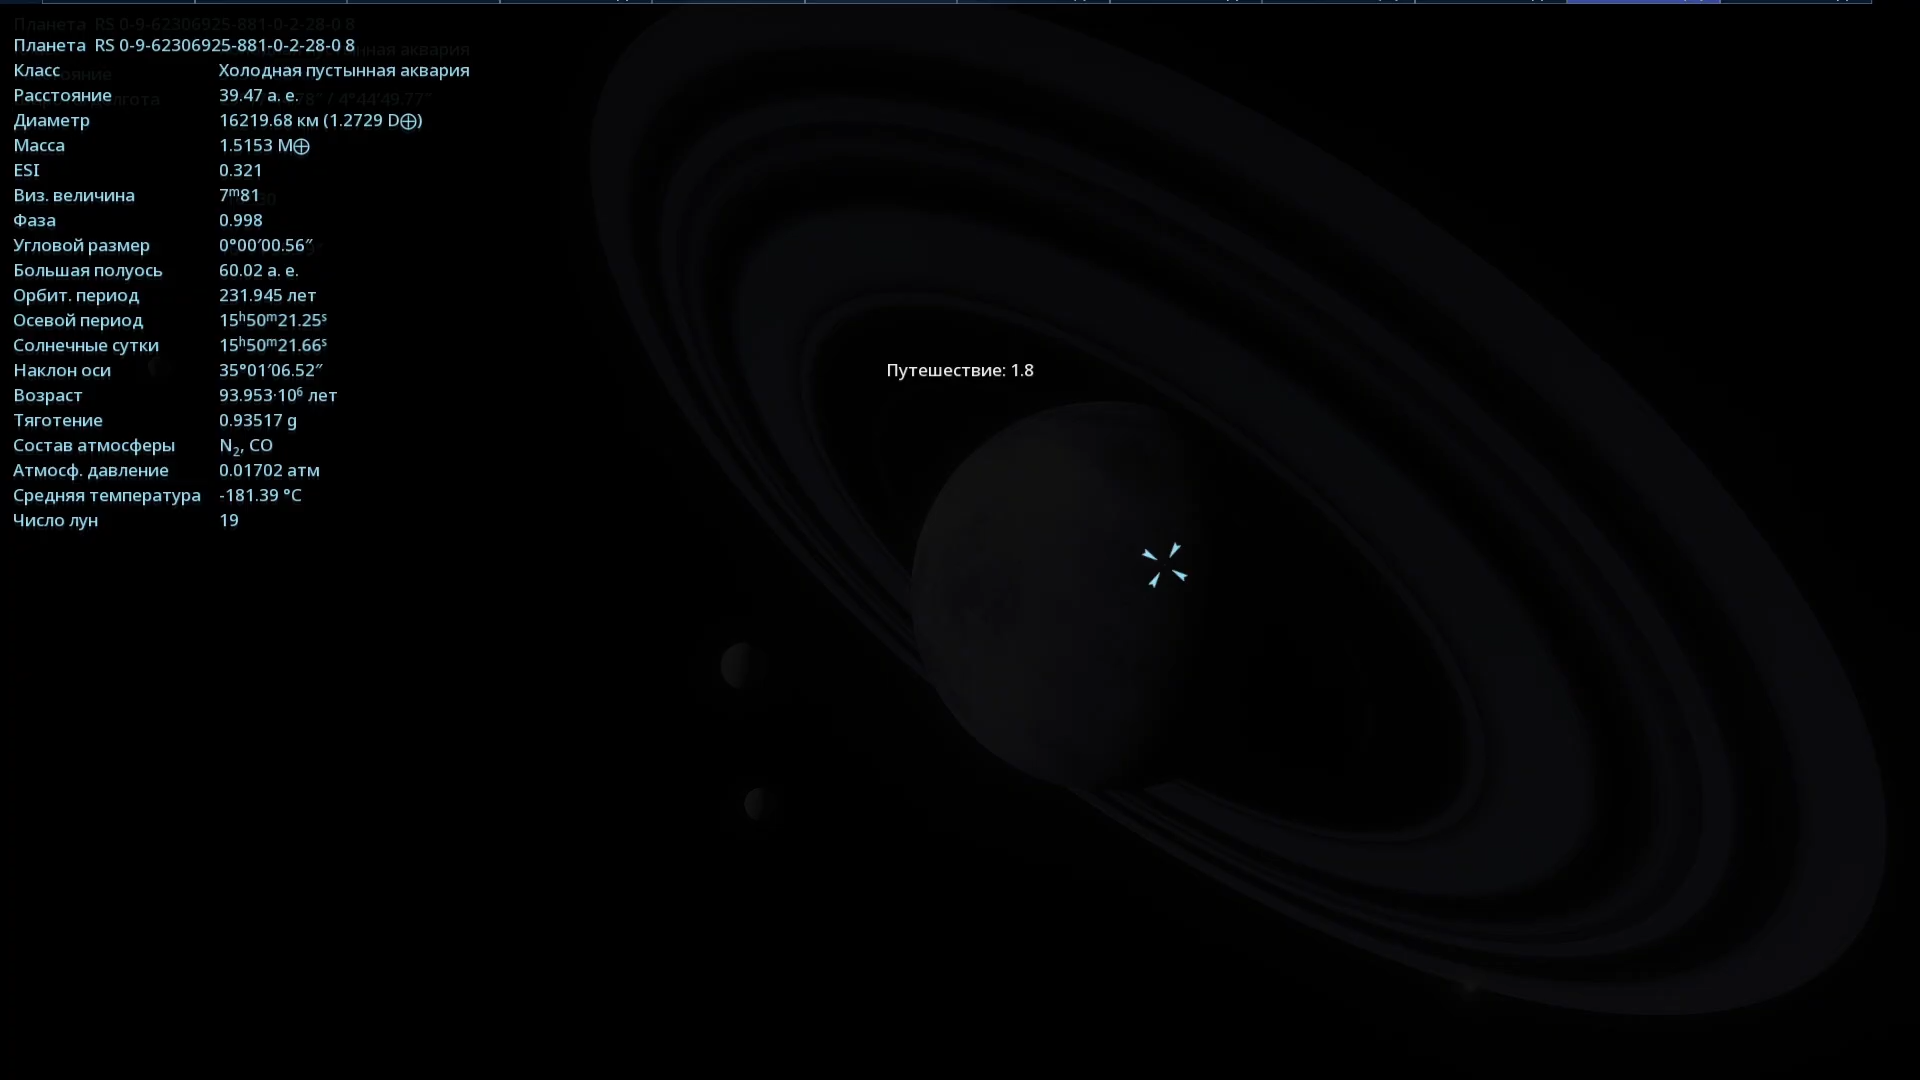 Планета RS 0-9-62306925-881-0-2-28-0 8
Класс Холодная пустынная аквария
Расстояние 39.47 а. е.
Диаметр 16219.68 км (1.2729 D⊕)
Масса 1.5153 M⊕
ESI 0.321
Виз. величина 7ᵐ81
Фаза 0.998
Угловой размер 0°00′00.56″
Большая полуось 60.02 а. е.
Орбит. период 231.945 лет
Осевой период 15ʰ50ᵐ21.25ˢ
Солнечные сутки 15ʰ50ᵐ21.66ˢ
Наклон оси 35°01′06.52″
Возраст 93.953·10⁶ лет
Тяготение 0.93517 g
Состав атмосферы N₂, CO
Атмосф. давление 0.01702 атм
Средняя температура -181.39 °C
Число лун 19
Путешествие: 1.8